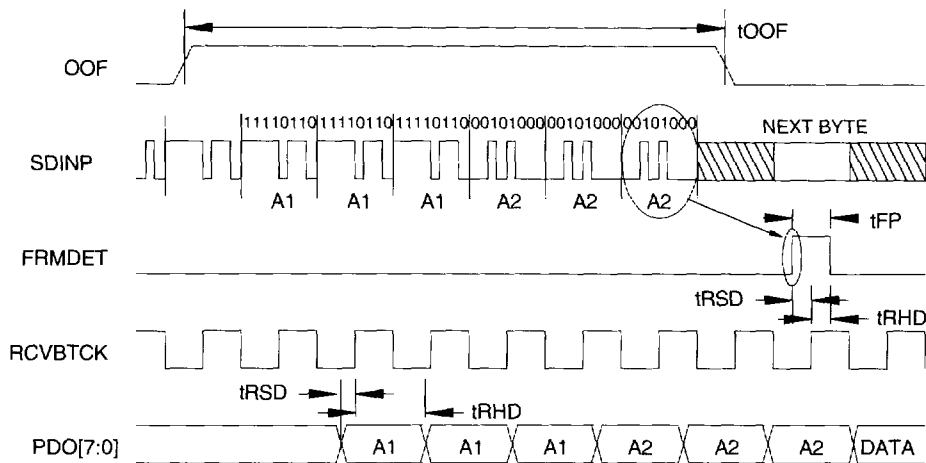 tOOF
OOF
11110110 11110110 11110110 00101000 00101000 00101000
NEXT BYTE
SDINP
A1 A1 A1 A2 A2 A2
tFP
FRMDET
tRSD
tRHD
RCVBTCK
tRSD
tRHD
PDO[7:0] A1 A1 A1 A2 A2 A2 DATA